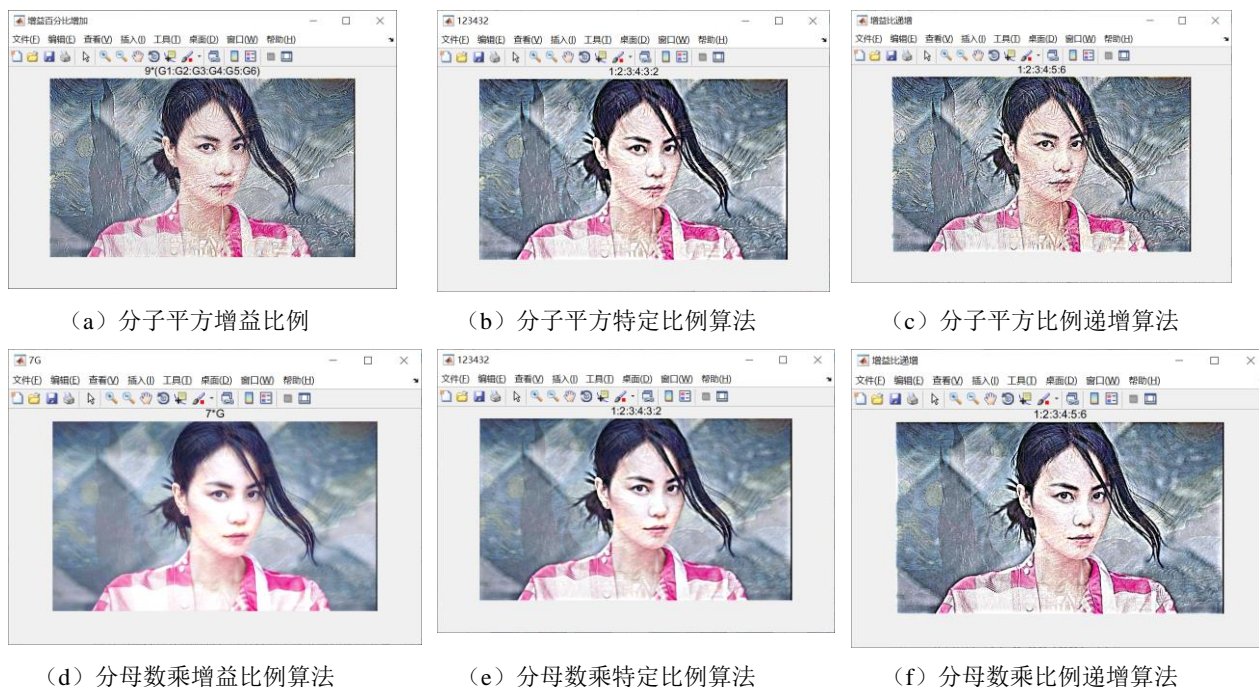 增益百分比增加
文件(F) 编辑(E) 查看(V) 插入(I) 工具(T) 桌面(D) 窗口(W) 帮助(H)
9*(G1:G2:G3:G4:G5:G6)
(a)分子平方增益比例
123432
文件(F) 编辑(E) 查看(V) 插入(I) 工具(T) 桌面(D) 窗口(W) 帮助(H)
1:2:3:4:3:2
(b)分子平方特定比例算法
增益比递增
文件(F) 编辑(E) 查看(V) 插入(I) 工具(T) 桌面(D) 窗口(W) 帮助(H)
1:2:3:4:5:6
(c)分子平方比例递增算法
7G
文件(F) 编辑(E) 查看(V) 插入(I) 工具(T) 桌面(D) 窗口(W) 帮助(H)
7*G
(d)分母数乘增益比例算法
123432
文件(F) 编辑(E) 查看(V) 插入(I) 工具(T) 桌面(D) 窗口(W) 帮助(H)
1:2:3:4:3:2
(e)分母数乘特定比例算法
增益比递增
文件(F) 编辑(E) 查看(V) 插入(I) 工具(T) 桌面(D) 窗口(W) 帮助(H)
1:2:3:4:5:6
(f)分母数乘比例递增算法